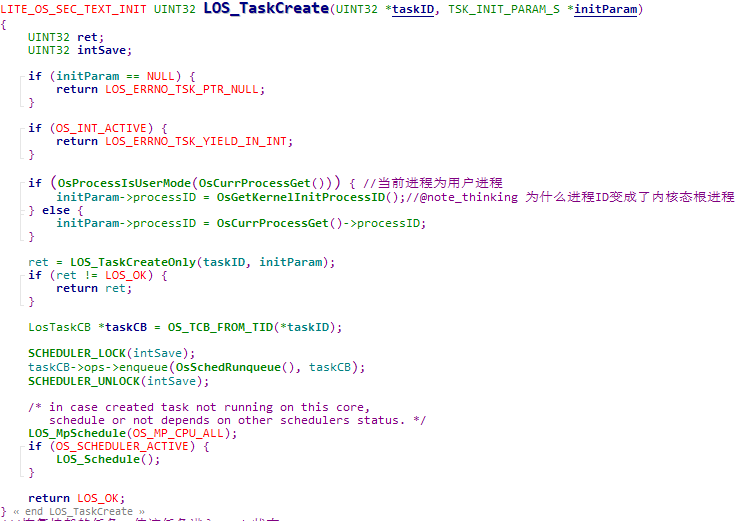 LITE_OS_SEC_TEXT_INIT UINT32 LOS_TaskCreate(UINT32 *taskID, TSK_INIT_PARAM_S *initParam)
{
UINT32 ret;
UINT32 intSave;
if (initParam == NULL) {
return LOS_ERRNO_TSK_PTR_NULL;
}
if (OS_INT_ACTIVE) {
return LOS_ERRNO_TSK_YIELD_IN_INT;
}
if (OsProcessIsUserMode(OsCurrProcessGet())) { //当前进程为用户进程
initParam->processID = OsGetKernelInitProcessID();//@note_thinking 为什么进程ID变成了内核态根进程
} else {
initParam->processID = OsCurrProcessGet()->processID;
}
ret = LOS_TaskCreateOnly(taskID, initParam);
if (ret != LOS_OK) {
return ret;
}
LosTaskCB *taskCB = OS_TCB_FROM_TID(*taskID);
SCHEDULER_LOCK(intSave);
taskCB->ops->enqueue(OsSchedRunqueue(), taskCB);
SCHEDULER_UNLOCK(intSave);
/* in case created task not running on this core,
schedule or not depends on other schedulers status. */
LOS_MpSchedule(OS_MP_CPU_ALL);
if (OS_SCHEDULER_ACTIVE) {
LOS_Schedule();
}
return LOS_OK;
} « end LOS_TaskCreate »